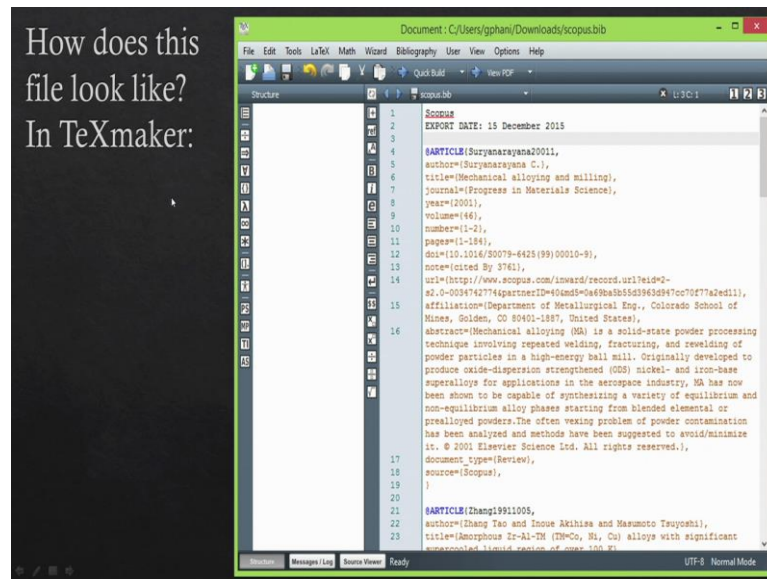 How does this
file look like?
In TeXmaker:
Document : C:/Users/gphani/Downloads/scopus.bib
File Edit Tools LaTeX Math Wizard Bibliography User View Options Help
Quick Build View PDF
Structure scopus.bib L: 3 C: 1 1 2 3
1 Scopus
2 EXPORT DATE: 15 December 2015
3
4 @ARTICLE{Suryanarayana20011,
5 author={Suryanarayana C.},
6 title={Mechanical alloying and milling},
7 journal={Progress in Materials Science},
8 year={2001},
9 volume={46},
10 number={1-2},
11 pages={1-184},
12 doi={10.1016/S0079-6425(99)00010-9},
13 note={cited By 3761},
14 url={http://www.scopus.com/inward/record.url?eid=2-
s2.0-0034742774&partnerID=40&md5=0a69ba5b55d3963d947cc70f77a2ed11},
15 affiliation={Department of Metallurgical Eng., Colorado School of
Mines, Golden, CO 80401-1887, United States},
16 abstract={Mechanical alloying (MA) is a solid-state powder processing
technique involving repeated welding, fracturing, and rewelding of
powder particles in a high-energy ball mill. Originally developed to
produce oxide-dispersion strengthened (ODS) nickel- and iron-base
superalloys for applications in the aerospace industry, MA has now
been shown to be capable of synthesizing a variety of equilibrium and
non-equilibrium alloy phases starting from blended elemental or
prealloyed powders.The often vexing problem of powder contamination
has been analyzed and methods have been suggested to avoid/minimize
it. © 2001 Elsevier Science Ltd. All rights reserved.},
17 document_type={Review},
18 source={Scopus},
19 }
20
21 @ARTICLE{Zhang19911005,
22 author={Zhang Tao and Inoue Akihisa and Masumoto Tsuyoshi},
23 title={Amorphous Zr-Al-TM (TM=Co, Ni, Cu) alloys with significant
supercooled liquid region of over 100 K},
Structure Messages / Log Source Viewer Ready UTF-8 Normal Mode